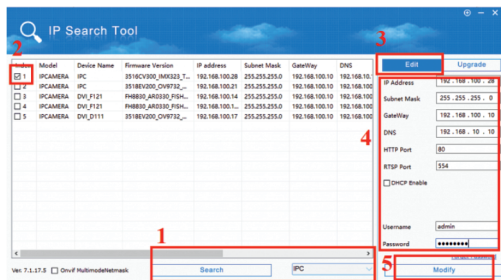 IP Search Tool
2
3
Index Model Device Name Firmware Version IP address Subnet Mask GateWay DNS
1 IPCAMERA IPC 3516CV300_IMX323_T... 192.168.100.28 255.255.255.0 192.168.100.10 192.168.10.
2 IPCAMERA IPC 3518EV200_OV9732_... 192.168.100.21 255.255.255.0 192.168.100.10 192.168.100
3 IPCAMERA DVI_F121 FH8830_AR0330_FISH... 192.168.100.14 255.255.255.0 192.168.100.10 192.168.100
4 IPCAMERA DVI_F121 FH8830_AR0330_FISH... 192.168.100.1... 255.255.255.0 192.168.100.10 192.168.100
5 IPCAMERA DVI_D111 3518EV200_OV9732_... 192.168.100.17 255.255.255.0 192.168.100.10 192.168.100
Edit Upgrade
IP Address 192 . 168 . 100 . 28
Subnet Mask 255 . 255 . 255 . 0
GateWay 192 . 168 . 100 . 10
DNS 192 . 168 . 10 . 10
HTTP Port 80
RTSP Port 554
DHCP Enable
4
Username admin
Password
1
5
Ver. 7.1.17.5 Onvif MultimodeNetmask
Search
IPC
Modify